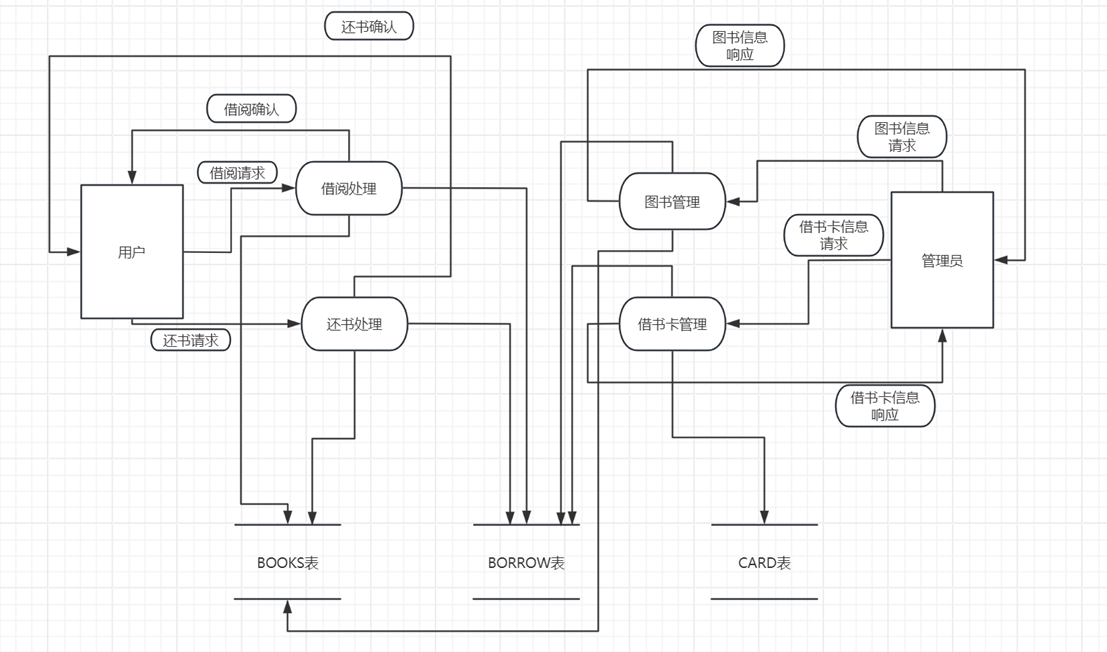 还书确认
图书信息
响应
借阅确认
图书信息
请求
借阅请求
借阅处理
图书管理
借书卡信息
请求
用户
管理员
还书处理
借书卡管理
还书请求
借书卡信息
响应
BOOKS表
BORROW表
CARD表